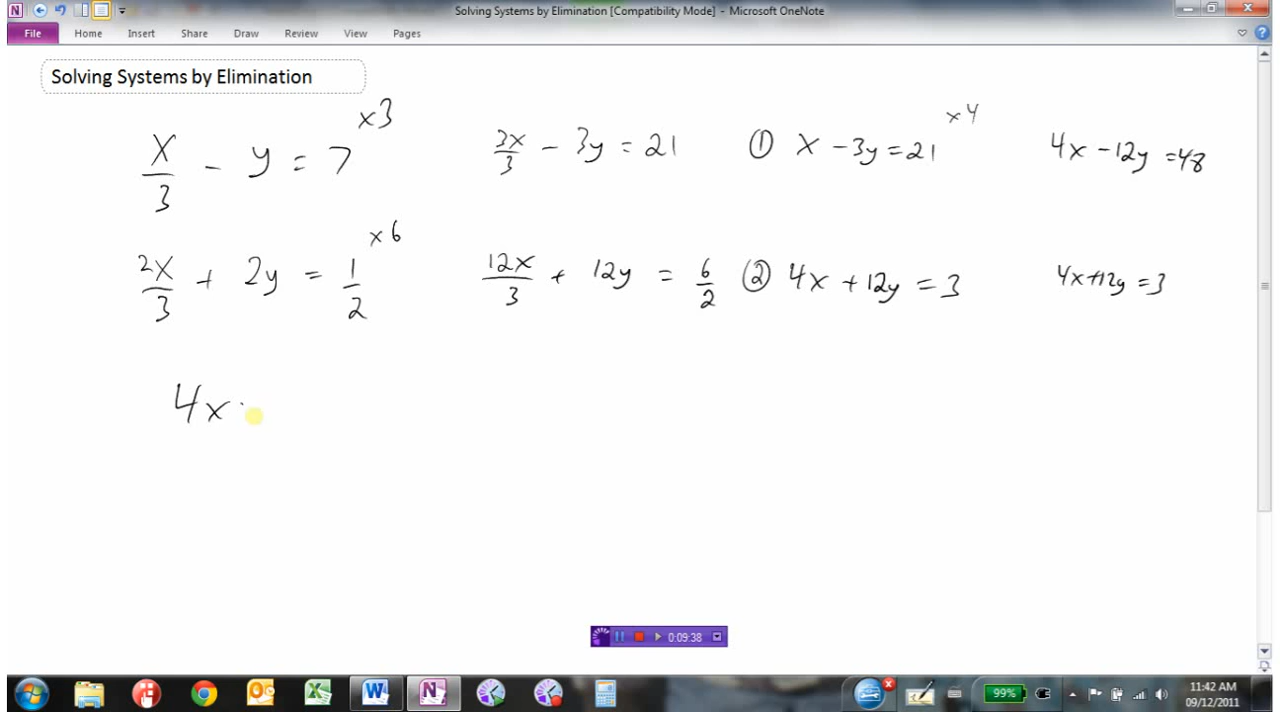 Solving Systems by Elimination [Compatibility Mode] - Microsoft OneNote
File Home Insert Share Draw Review View Pages
Solving Systems by Elimination
x/3 - y = 7 x3 3x/3 - 3y = 21 ① x - 3y = 21 x4 4x - 12y = 48
2x/3 + 2y = 1/2 x6 12x/3 + 12y = 6/2 ② 4x + 12y = 3 4x + 12y = 3
4x
0:09:38
99% 11:42 AM
09/12/2011